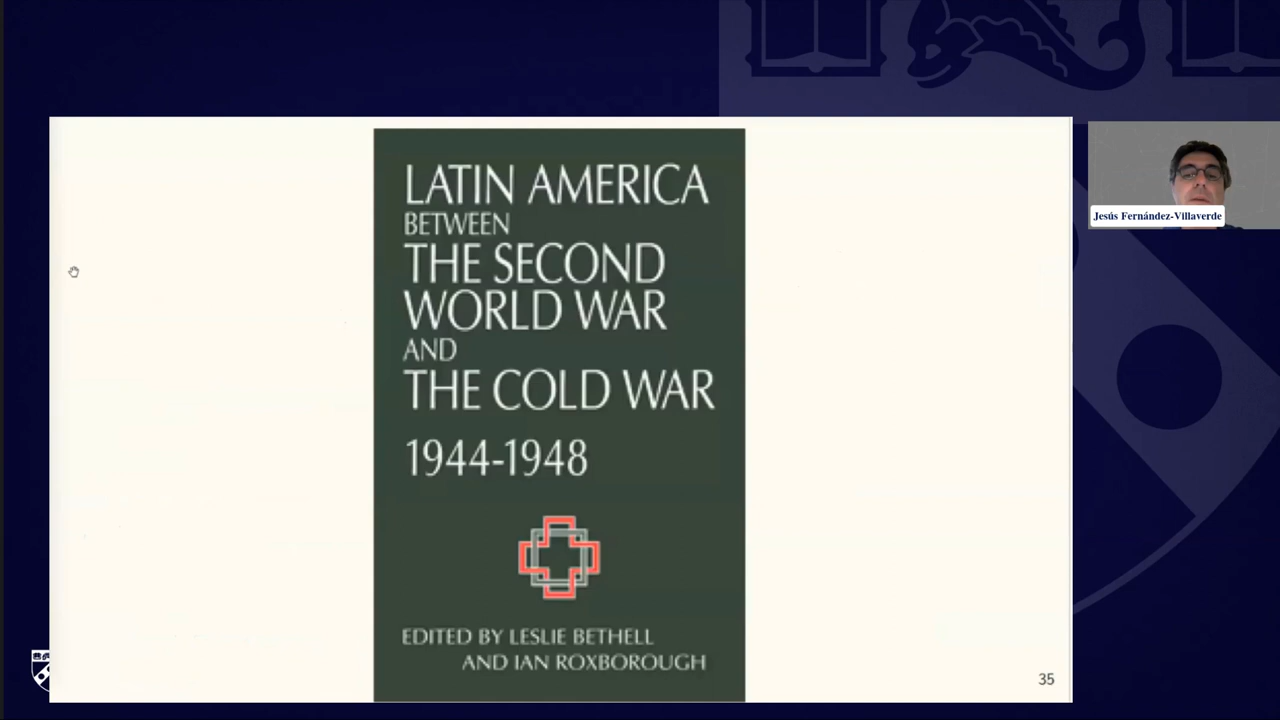 LATIN AMERICA
BETWEEN
THE SECOND
WORLD WAR
AND
THE COLD WAR
1944-1948
EDITED BY LESLIE BETHELL
AND IAN ROXBOROUGH
35
Jesús Fernández-Villaverde